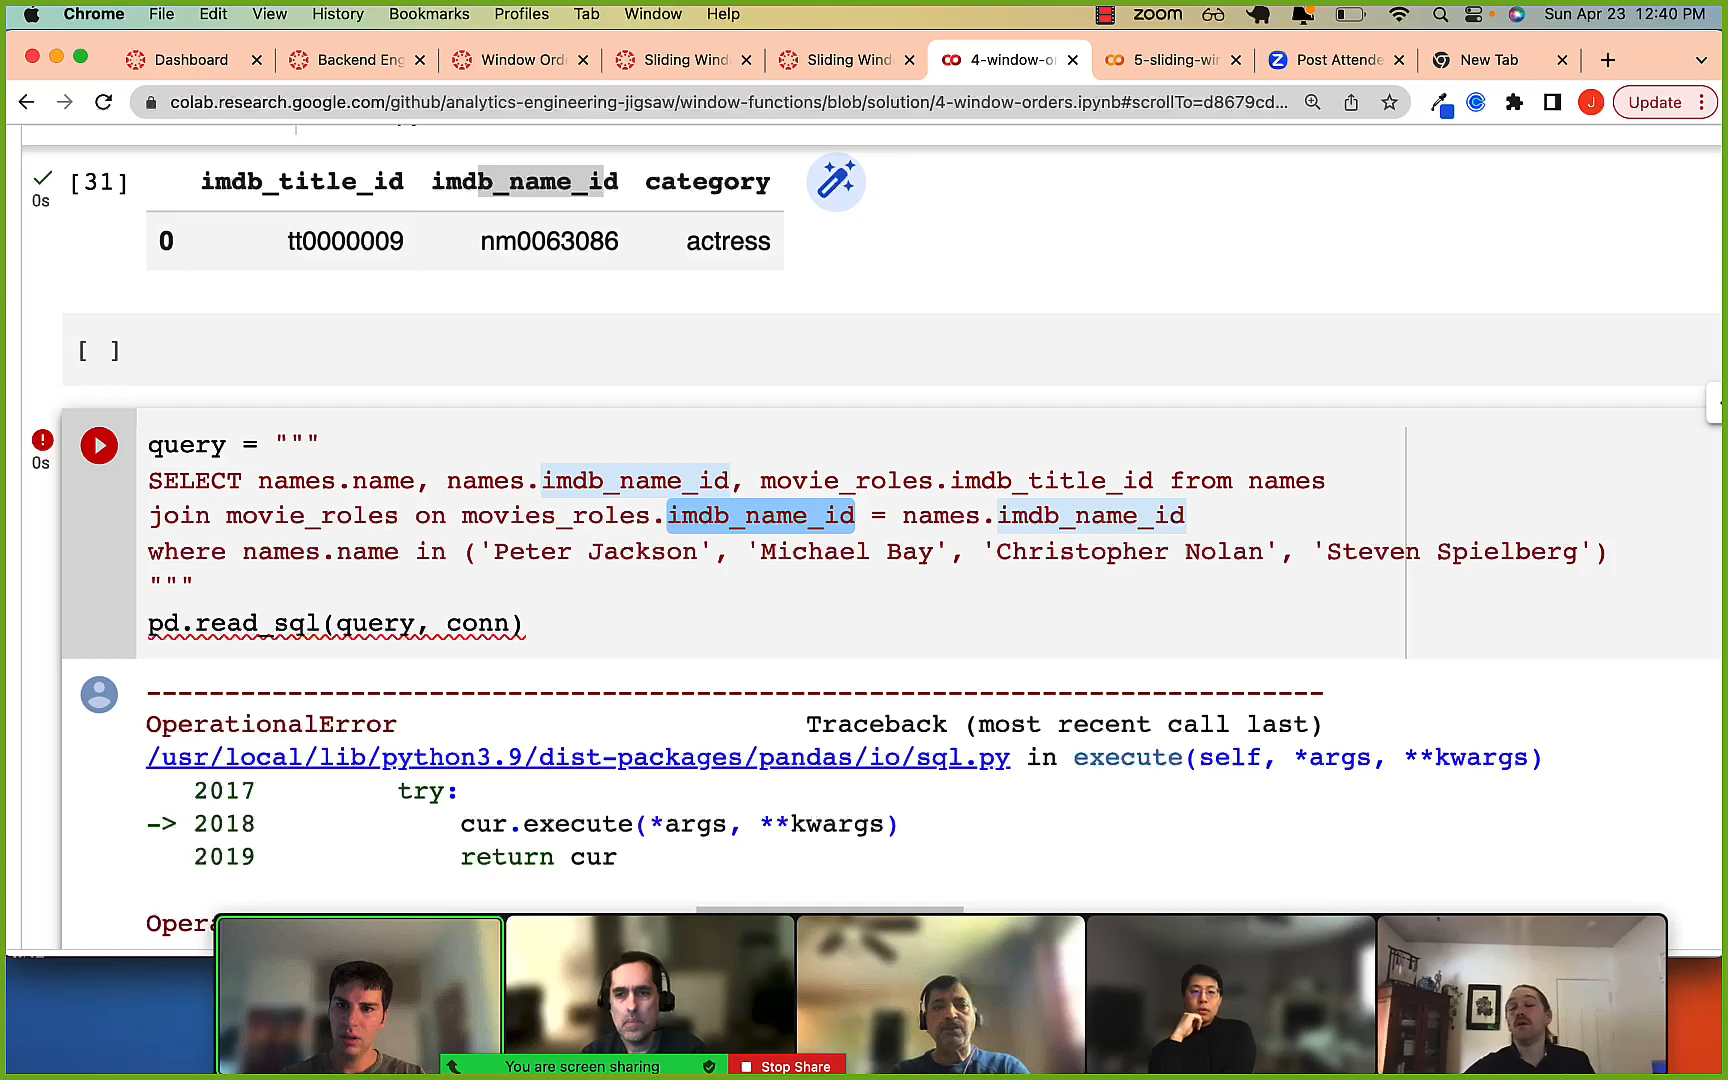 Chrome File Edit View History Bookmarks Profiles Tab Window Help zoom Sun Apr 23 12:40 PM
Dashboard Backend Eng Window Ord Sliding Wind Sliding Wind 4-window-or 5-sliding-win Post Attende New Tab
colab.research.google.com/github/analytics-engineering-jigsaw/window-functions/blob/solution/4-window-orders.ipynb#scrollTo=d8679cd... J Update
[31] imdb_title_id imdb_name_id category
0s
0 tt0000009 nm0063086 actress
[ ]
query = """
0s
SELECT names.name, names.imdb_name_id, movie_roles.imdb_title_id from names
join movie_roles on movies_roles.imdb_name_id = names.imdb_name_id
where names.name in ('Peter Jackson', 'Michael Bay', 'Christopher Nolan', 'Steven Spielberg')
"""
pd.read_sql(query, conn)
---------------------------------------------------------------------------
OperationalError Traceback (most recent call last)
/usr/local/lib/python3.9/dist-packages/pandas/io/sql.py in execute(self, *args, **kwargs)
2017 try:
-> 2018 cur.execute(*args, **kwargs)
2019 return cur
Opera
You are screen sharing Stop Share